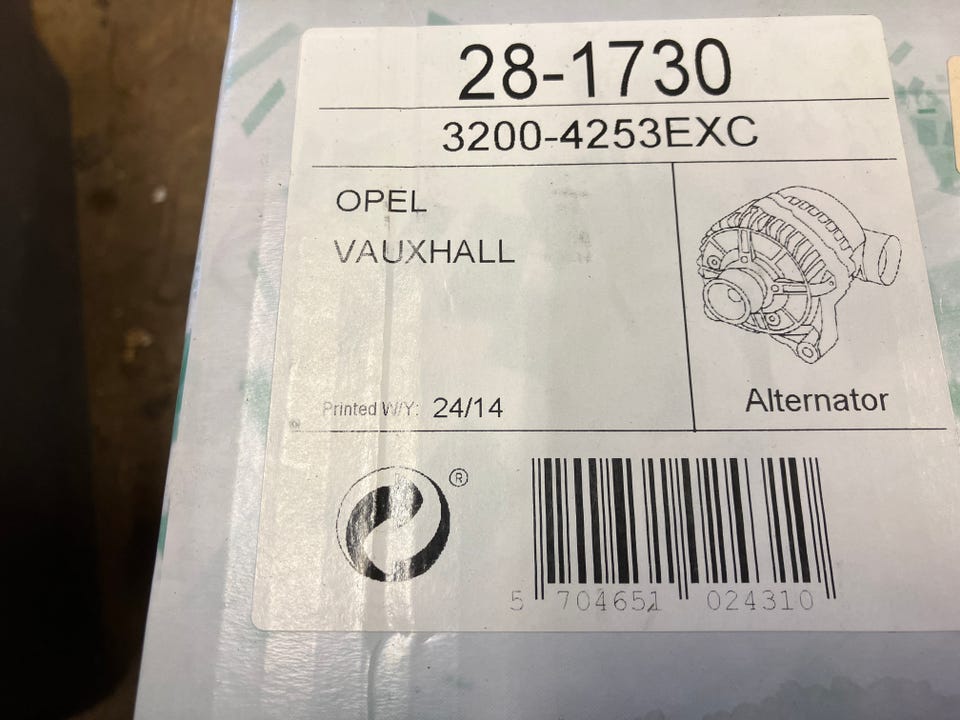 28-1730
3200-4253EXC
OPEL
VAUXHALL
Printed W/Y: 24/14
Alternator
®
5 704651 024310